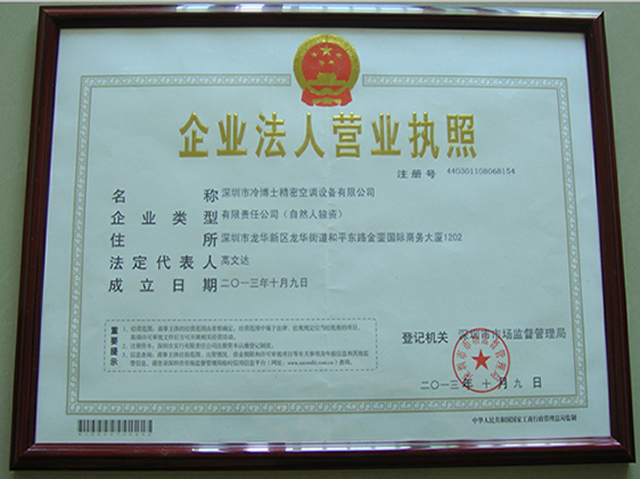 企业法人营业执照
注册号 440301108068154
名称 深圳市冷博士精密空调设备有限公司
企业类型 有限责任公司（自然人独资）
住所 深圳市龙华新区龙华街道和平东路金銮国际商务大厦1202
法定代表人 高文达
成立日期 二〇一三年十月九日
重要提示
登记机关 深圳市市场监督管理局
二〇一三年十月九日
中华人民共和国国家工商行政管理总局监制